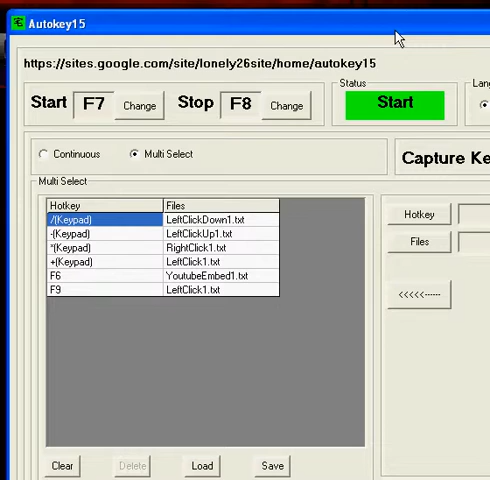 Autokey15
https://sites.google.com/site/lonely26site/home/autokey15
Start F7 Change Stop F8 Change
Status
Start
Lang
Continuous
Multi Select
Capture Ke
Multi Select
Hotkey Files
/(Keypad) LeftClickDown1.txt
-(Keypad) LeftClickUp1.txt
*(Keypad) RightClick1.txt
+(Keypad) LeftClick1.txt
F6 YoutubeEmbed1.txt
F9 LeftClick1.txt
Hotkey
Files
<<<<<------
Clear Delete Load Save